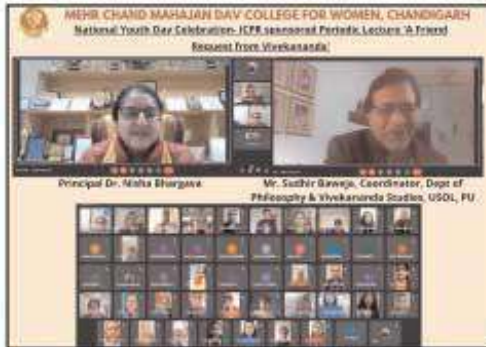 MEHR CHAND MAHAJAN DAV COLLEGE FOR WOMEN, CHANDIGARH
National Youth Day Celebration- ICPR sponsored Periodic Lecture 'A Friend
Request from Vivekananda'
Principal Dr. Nisha Bhargava
Mr. Sudhir Baweja, Coordinator, Dept of
Philosophy & Vivekananda Studies, USOL, PU